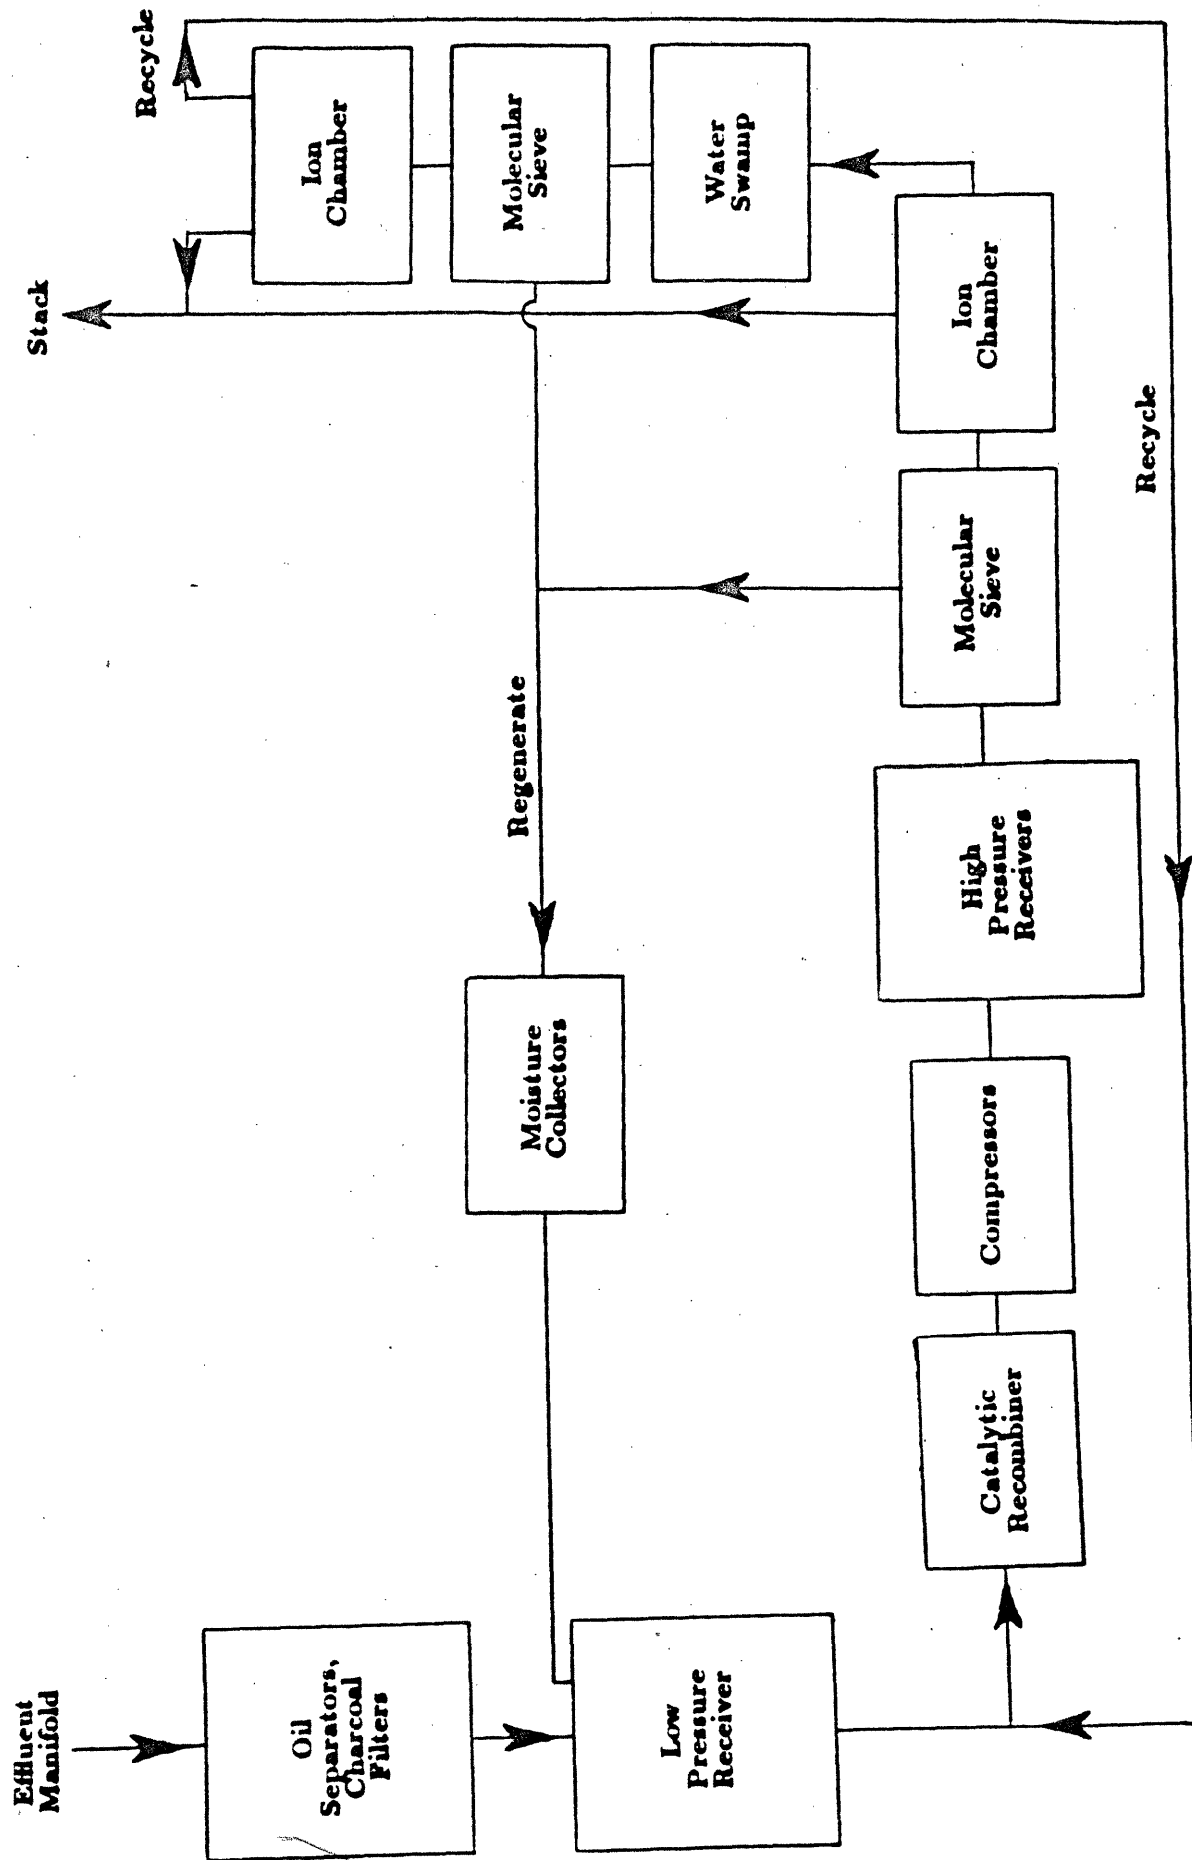 Effluent
Manifold
Oil
Separators,
Charcoal
Filters
Low
Pressure
Receiver
Catalytic
Recombiner
Compressors
High
Pressure
Receivers
Molecular
Sieve
Ion
Chamber
Water
Swamp
Molecular
Sieve
Ion
Chamber
Stack
Recycle
Recycle
Regenerate
Moisture
Collectors